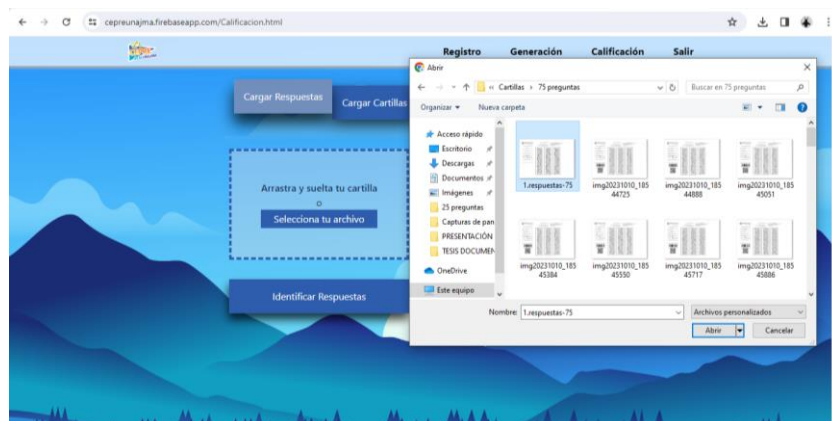 cepreunajma.firebaseapp.com/Calificacion.html
Registro Generación Calificación Salir
Cargar Respuestas
Cargar Cartillas
Arrastra y suelta tu cartilla
o
Selecciona tu archivo
Identificar Respuestas
Abrir
« Cartillas › 75 preguntas
Buscar en 75 preguntas
Organizar
Nueva carpeta
Acceso rápido
Escritorio
Descargas
Documentos
Imágenes
25 preguntas
Capturas de pan
PRESENTACIÓN
TESIS DOCUMEN
OneDrive
Este equipo
1.respuestas-75
img20231010_185
44725
img20231010_185
44888
img20231010_185
45051
img20231010_185
45384
img20231010_185
45550
img20231010_185
45717
img20231010_185
45886
Nombre: 1.respuestas-75
Archivos personalizados
Abrir
Cancelar